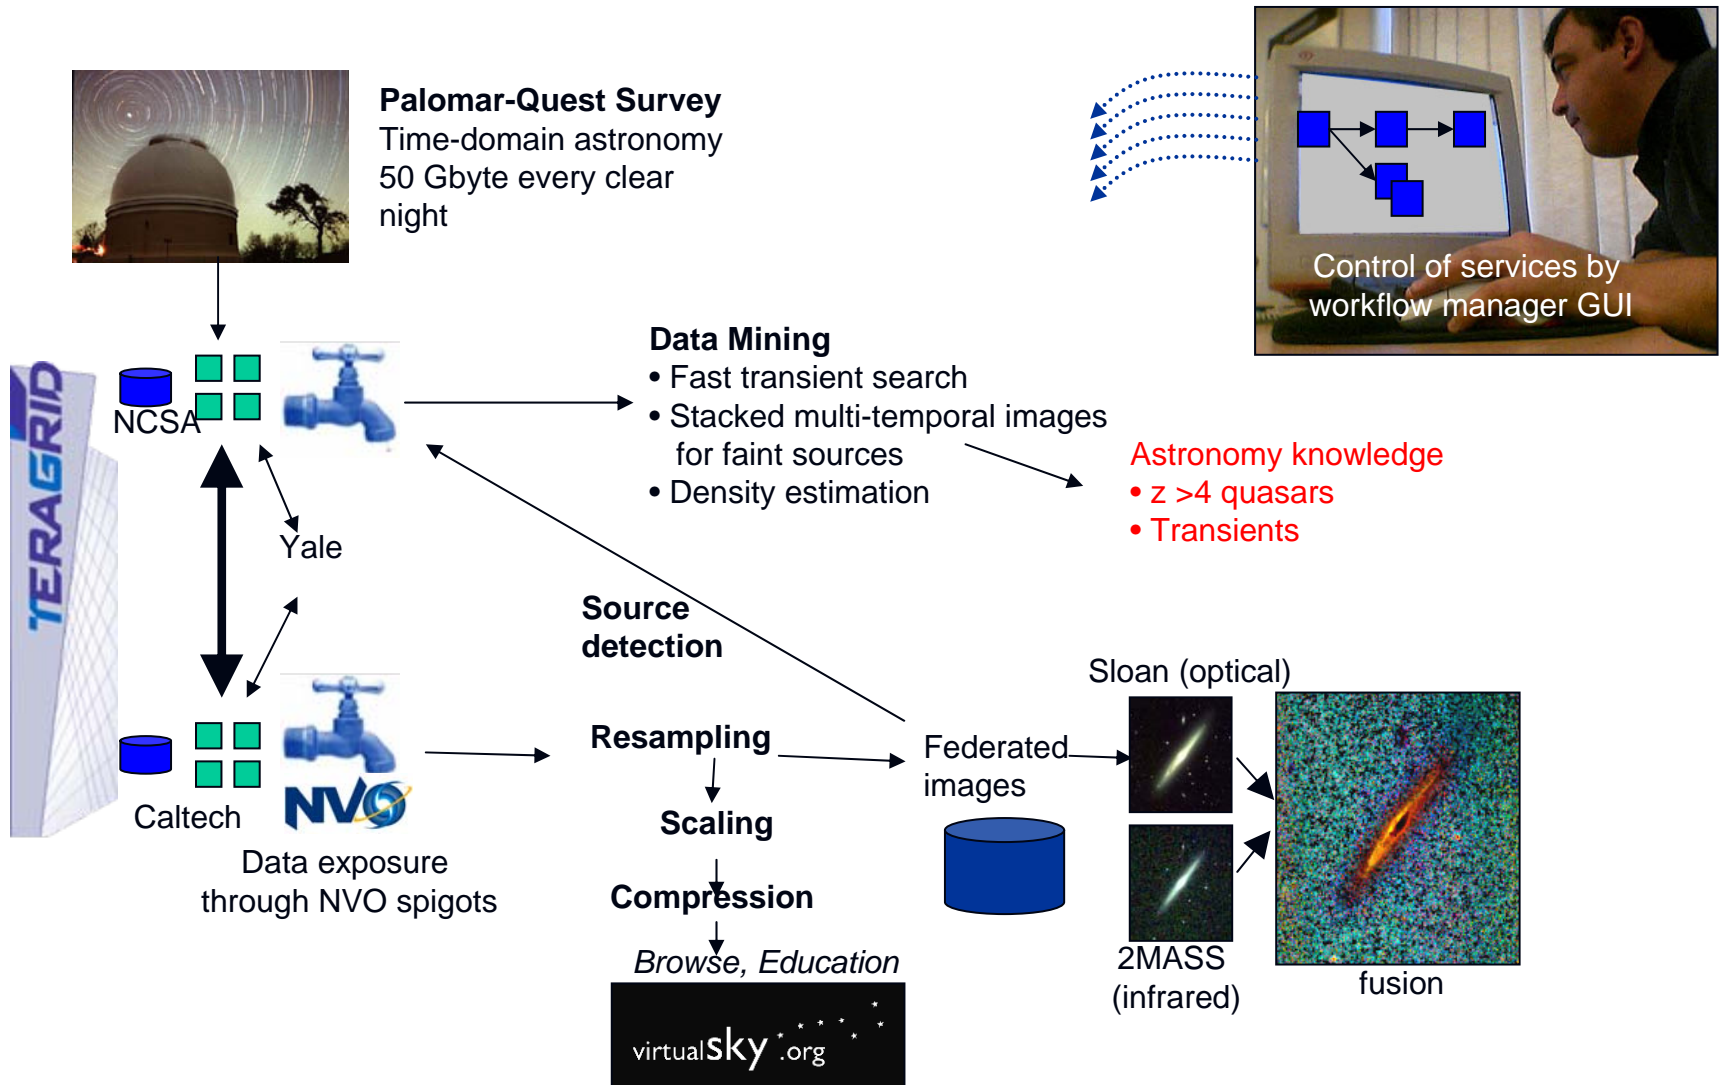 Palomar-Quest Survey
Time-domain astronomy
50 Gbyte every clear
night
Control of services by
workflow manager GUI
TERAGRID
NCSA
Data Mining
• Fast transient search
• Stacked multi-temporal images
for faint sources
• Density estimation
Astronomy knowledge
• z >4 quasars
• Transients
Yale
Source
detection
Caltech
NVO
Data exposure
through NVO spigots
Resampling
Scaling
Compression
Browse, Education
virtualsky.org
Federated
images
Sloan (optical)
2MASS
(infrared)
fusion